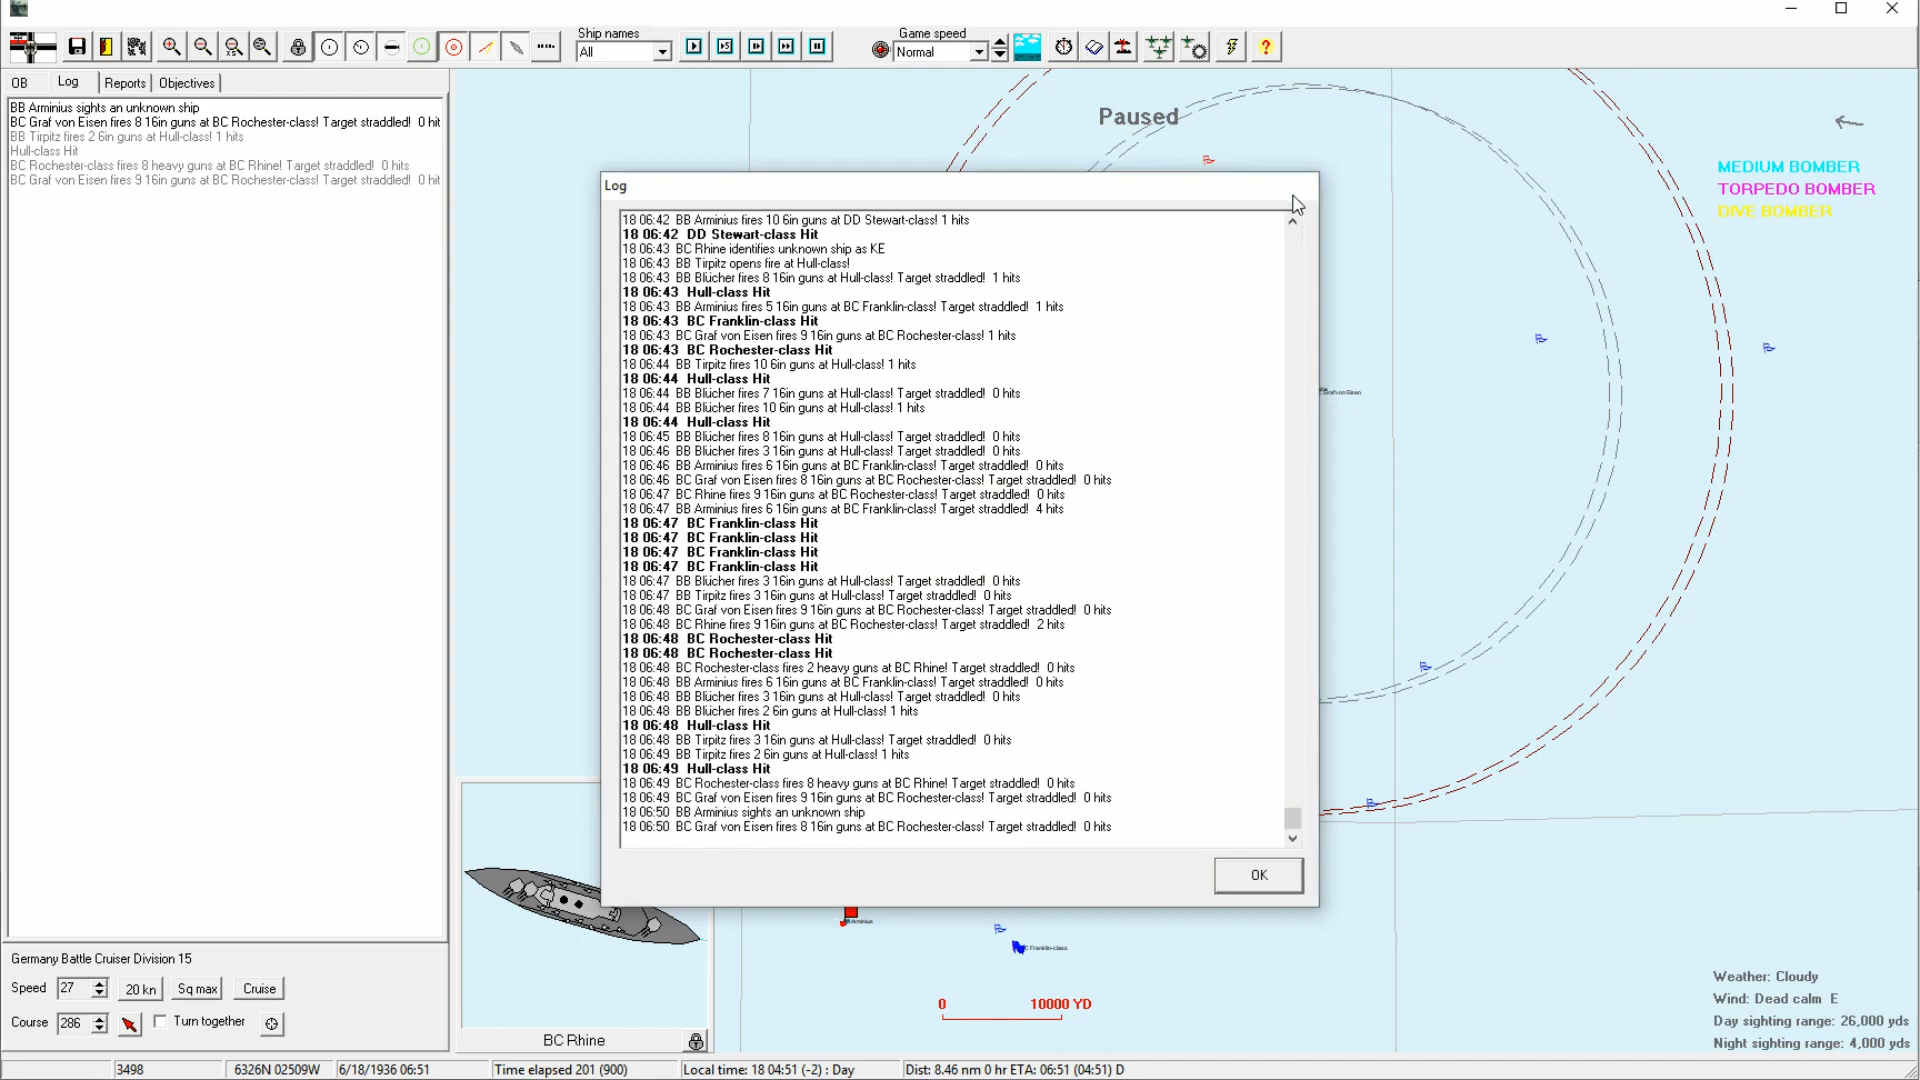 Ship names
All
Game speed
Normal
OB
Log
Reports
Objectives
BB Arminius sights an unknown ship
BC Graf von Eisen fires 8 16in guns at BC Rochester-class! Target straddled!  0 hit
BB Tirpitz fires 2 6in guns at Hull-class! 1 hits
Hull-class Hit
BC Rochester-class fires 8 heavy guns at BC Rhine! Target straddled!  0 hits
BC Graf von Eisen fires 9 16in guns at BC Rochester-class! Target straddled!  0 hit
Paused
MEDIUM BOMBER
TORPEDO BOMBER
DIVE BOMBER
Log
18 06:42  BB Arminius fires 10 6in guns at DD Stewart-class! 1 hits
18 06:42  DD Stewart-class Hit
18 06:43  BC Rhine identifies unknown ship as KE
18 06:43  BB Tirpitz opens fire at Hull-class!
18 06:43  BB Blücher fires 8 16in guns at Hull-class! Target straddled!  1 hits
18 06:43  Hull-class Hit
18 06:43  BB Arminius fires 5 16in guns at BC Franklin-class! Target straddled!  1 hits
18 06:43  BC Franklin-class Hit
18 06:43  BC Graf von Eisen fires 9 16in guns at BC Rochester-class! 1 hits
18 06:43  BC Rochester-class Hit
18 06:44  BB Tirpitz fires 10 6in guns at Hull-class! 1 hits
18 06:44  Hull-class Hit
18 06:44  BB Blücher fires 7 16in guns at Hull-class! Target straddled!  0 hits
18 06:44  BB Blücher fires 10 6in guns at Hull-class! 1 hits
18 06:44  Hull-class Hit
18 06:45  BB Blücher fires 8 16in guns at Hull-class! Target straddled!  0 hits
18 06:46  BB Blücher fires 3 16in guns at Hull-class! Target straddled!  0 hits
18 06:46  BB Arminius fires 6 16in guns at BC Franklin-class! Target straddled!  0 hits
18 06:46  BC Graf von Eisen fires 8 16in guns at BC Rochester-class! Target straddled!  0 hits
18 06:47  BC Rhine fires 9 16in guns at BC Rochester-class! Target straddled!  0 hits
18 06:47  BB Arminius fires 6 16in guns at BC Franklin-class! Target straddled!  4 hits
18 06:47  BC Franklin-class Hit
18 06:47  BC Franklin-class Hit
18 06:47  BC Franklin-class Hit
18 06:47  BC Franklin-class Hit
18 06:47  BB Blücher fires 3 16in guns at Hull-class! Target straddled!  0 hits
18 06:47  BB Tirpitz fires 3 16in guns at Hull-class! Target straddled!  0 hits
18 06:48  BC Graf von Eisen fires 9 16in guns at BC Rochester-class! Target straddled!  0 hits
18 06:48  BC Rhine fires 9 16in guns at BC Rochester-class! Target straddled!  2 hits
18 06:48  BC Rochester-class Hit
18 06:48  BC Rochester-class Hit
18 06:48  BC Rochester-class fires 2 heavy guns at BC Rhine! Target straddled!  0 hits
18 06:48  BB Arminius fires 6 16in guns at BC Franklin-class! Target straddled!  0 hits
18 06:48  BB Blücher fires 3 16in guns at Hull-class! Target straddled!  0 hits
18 06:48  BB Blücher fires 2 6in guns at Hull-class! 1 hits
18 06:48  Hull-class Hit
18 06:48  BB Tirpitz fires 3 16in guns at Hull-class! Target straddled!  0 hits
18 06:49  BB Tirpitz fires 2 6in guns at Hull-class! 1 hits
18 06:49  Hull-class Hit
18 06:49  BC Rochester-class fires 8 heavy guns at BC Rhine! Target straddled!  0 hits
18 06:49  BC Graf von Eisen fires 9 16in guns at BC Rochester-class! Target straddled!  0 hits
18 06:50  BB Arminius sights an unknown ship
18 06:50  BC Graf von Eisen fires 8 16in guns at BC Rochester-class! Target straddled!  0 hits
OK
Graf von Eisen
BB Arminius
BC Franklin-class
0 10000 YD
Weather: Cloudy
Wind: Dead calm  E
Day sighting range: 26,000 yds
Night sighting range: 4,000 yds
Germany Battle Cruiser Division 15
Speed 27 20 kn Sq max Cruise
Course 286 Turn together
BC Rhine
3498
6326N 02509W
6/18/1936 06:51
Time elapsed 201 (900)
Local time: 18 04:51 (-2) : Day
Dist: 8.46 nm 0 hr ETA: 06:51 (04:51) D